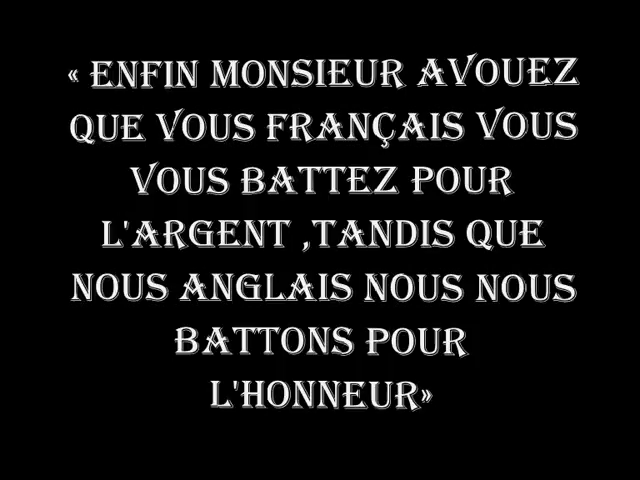 « ENFIN MONSIEUR AVOUEZ
QUE VOUS FRANÇAIS VOUS
VOUS BATTEZ POUR
L'ARGENT ,TANDIS QUE
NOUS ANGLAIS NOUS NOUS
BATTONS POUR
L'HONNEUR»